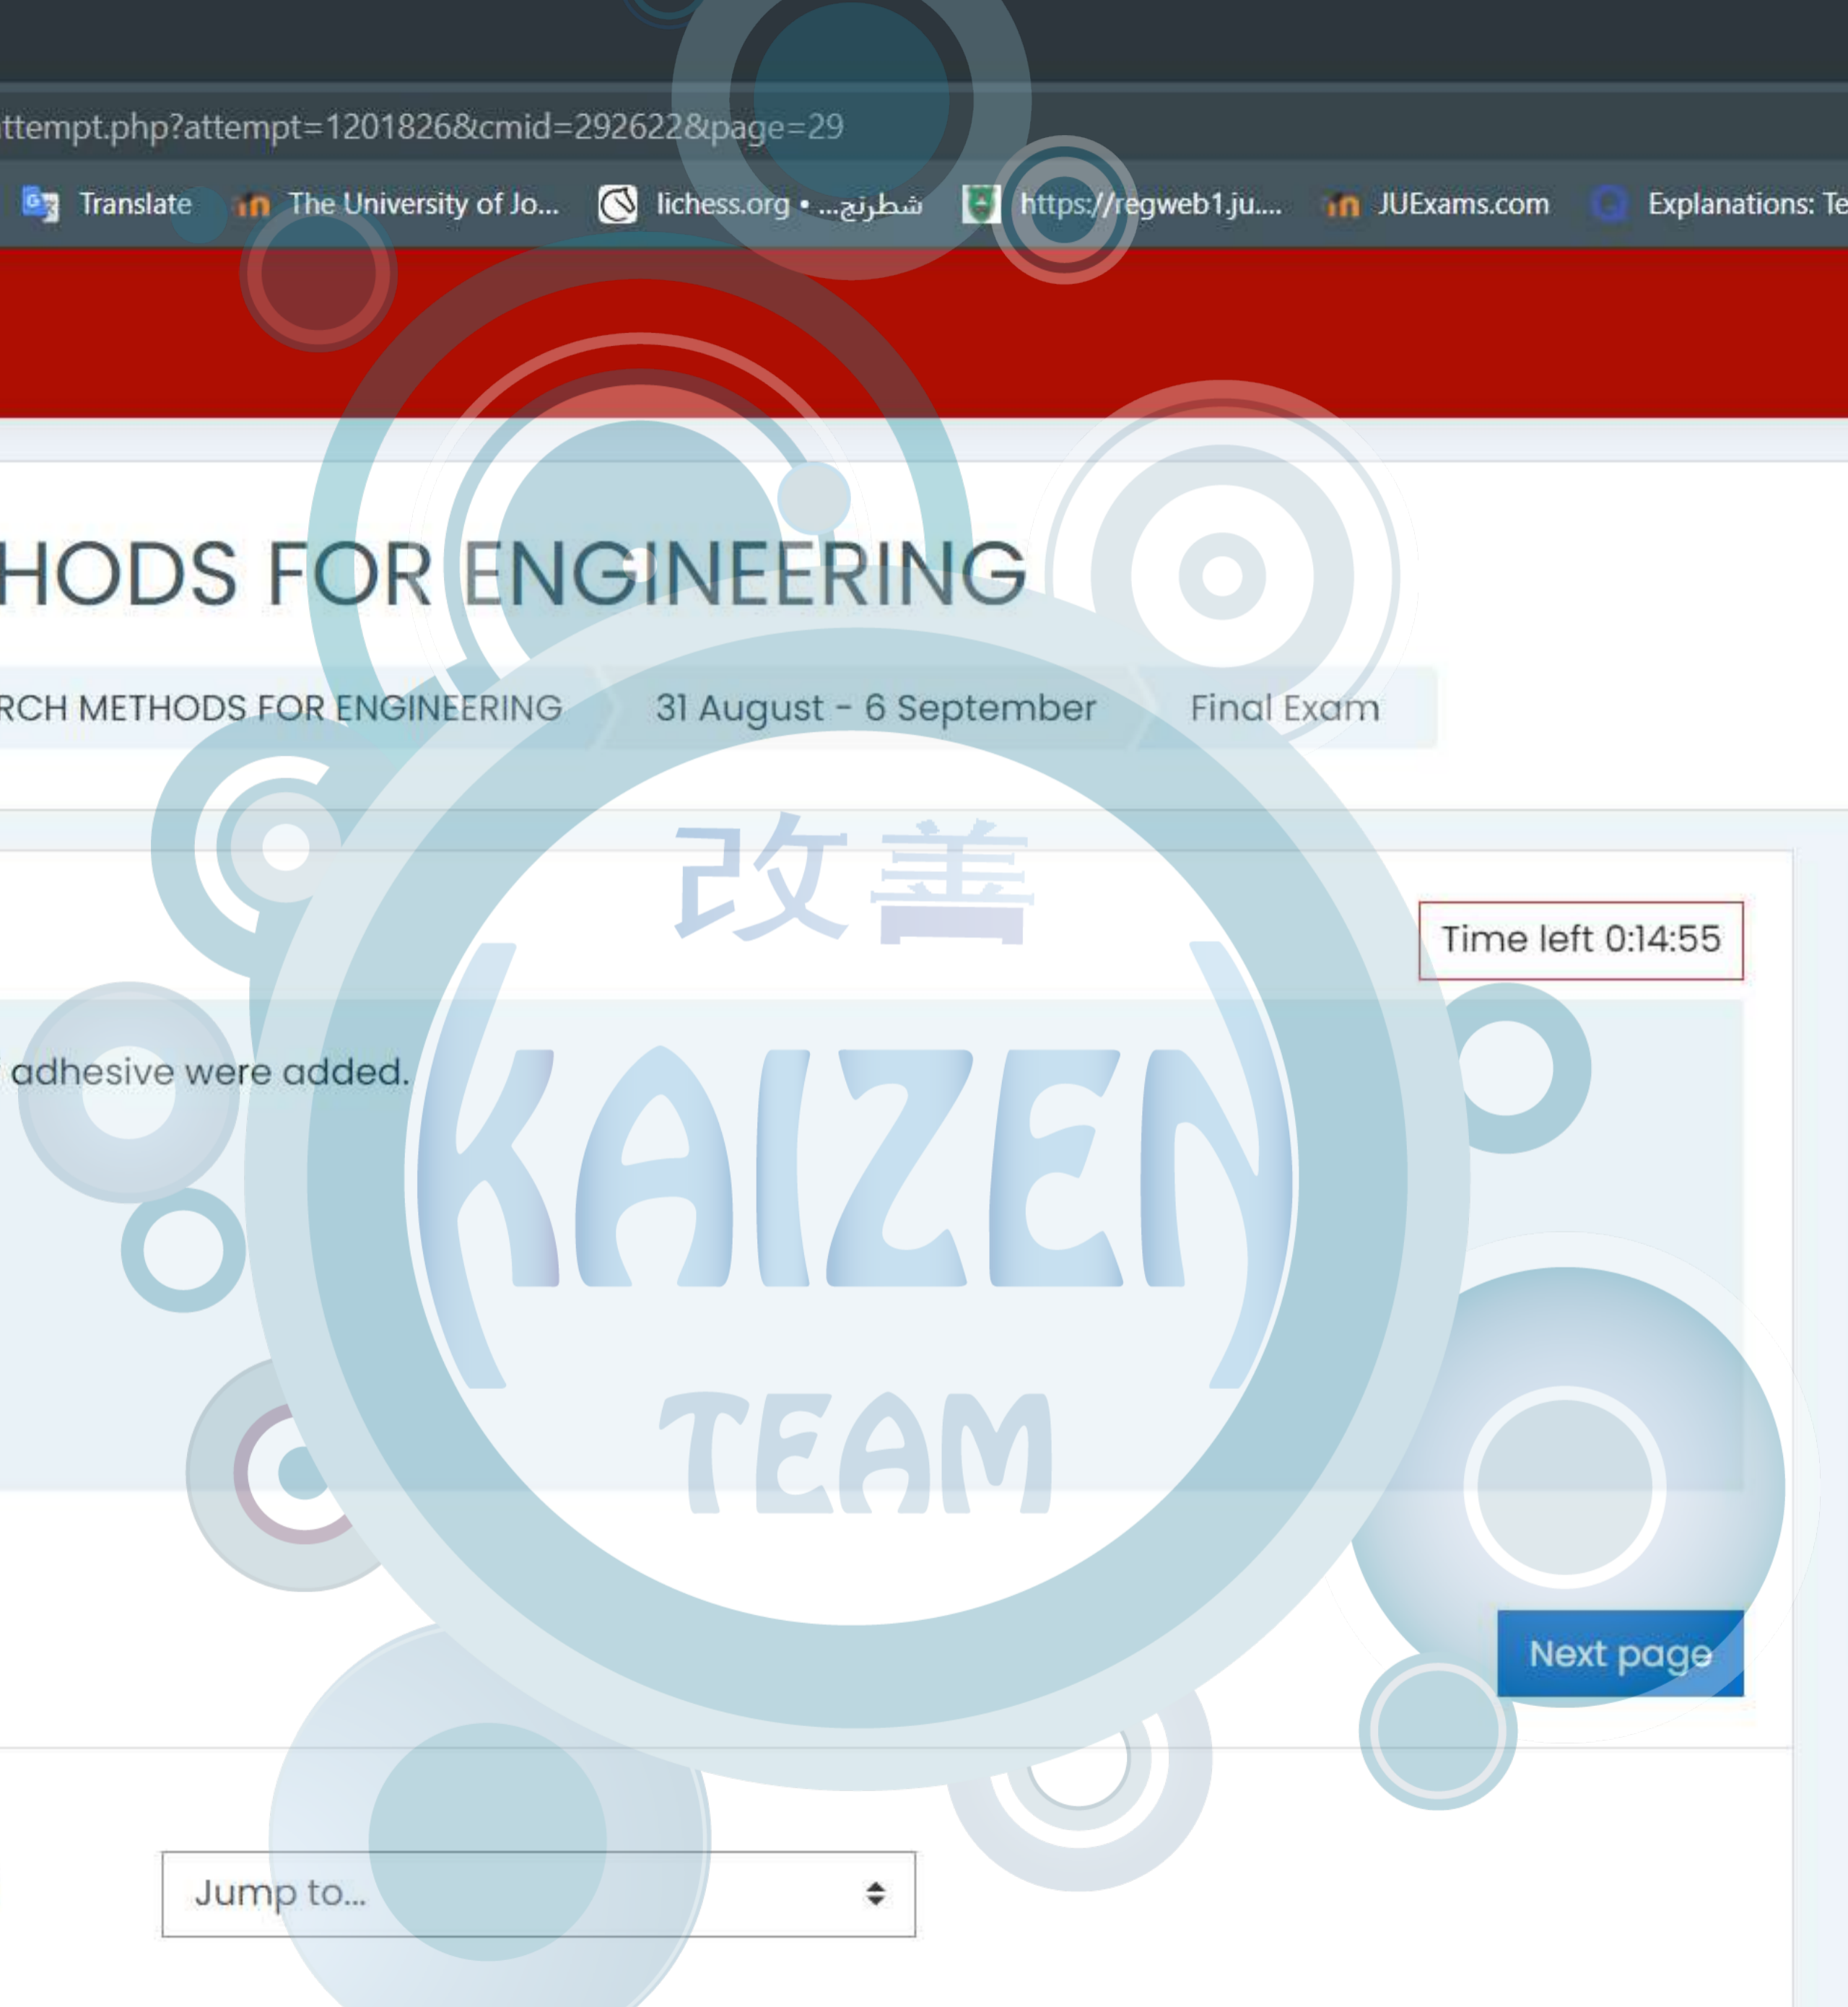 ttempt.php?attempt=1201826&cmid=292622&page=29
Translate The University of Jo... lichess.org • شطرنج... https://regweb1.ju.... JUExams.com Explanations: Te
HODS FOR ENGINEERING
RCH METHODS FOR ENGINEERING 31 August - 6 September Final Exam
改善
Time left 0:14:55
adhesive were added.
KAIZEN
TEAM
Next page
Jump to...